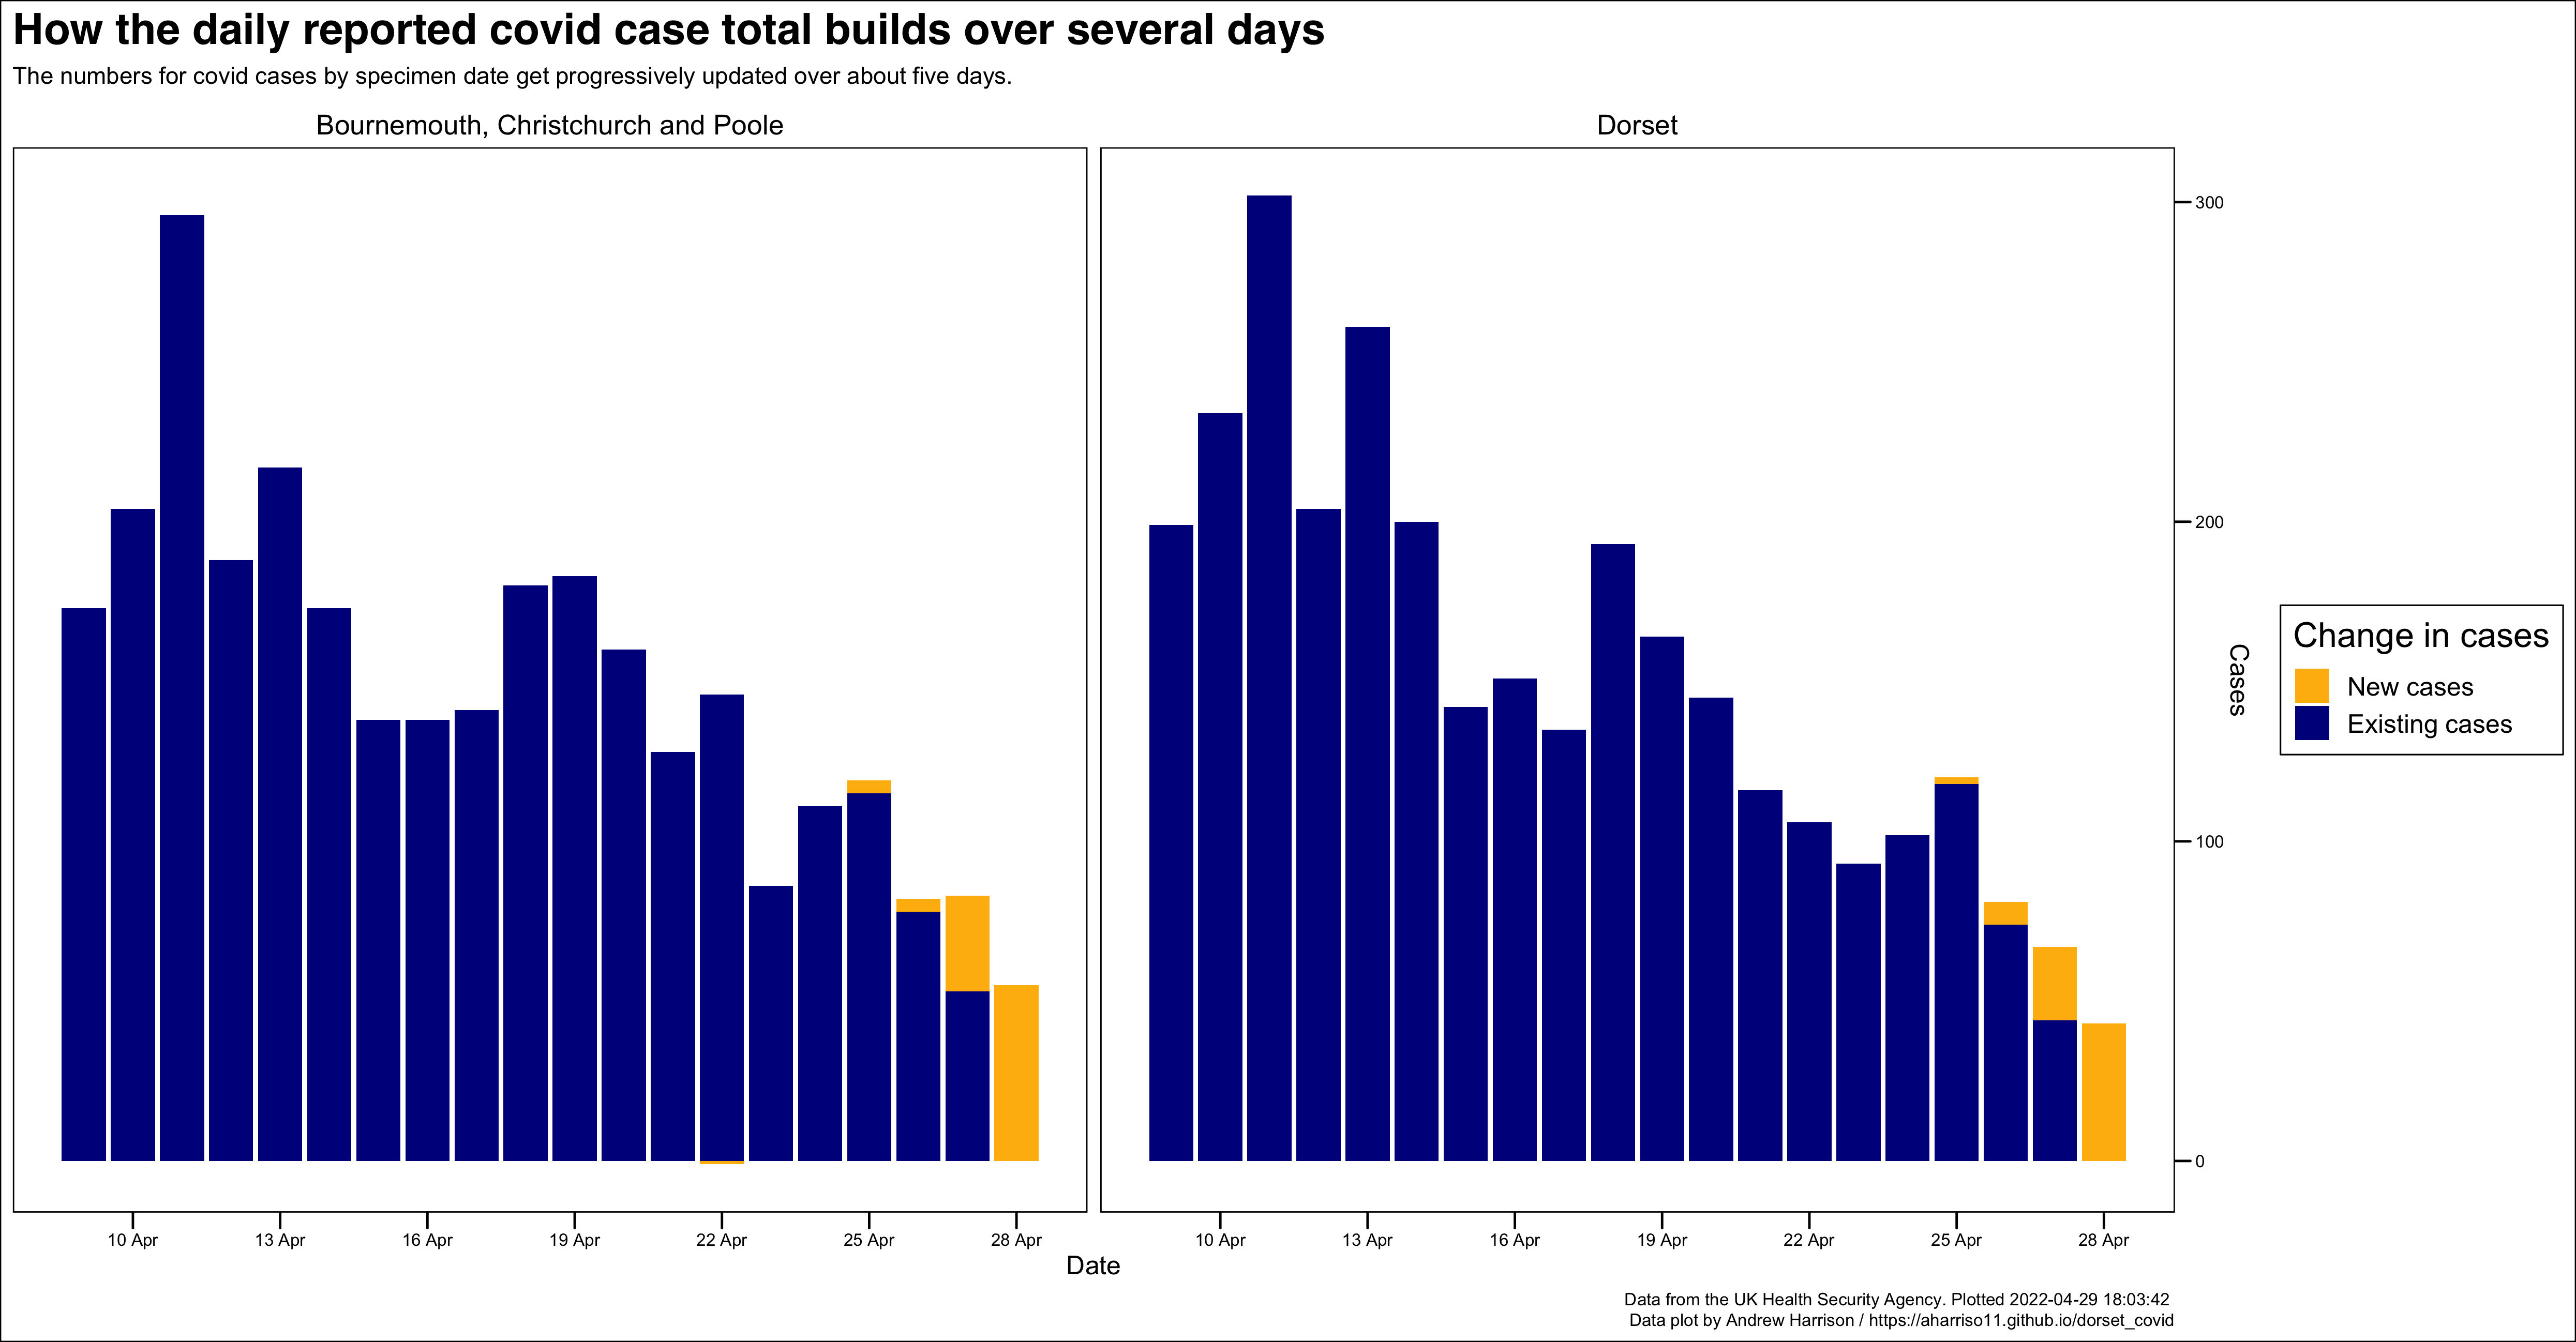 How the daily reported covid case total builds over several days
The numbers for covid cases by specimen date get progressively updated over about five days.
Bournemouth, Christchurch and Poole
Dorset
300
200
100
0
Cases
Change in cases
New cases
Existing cases
10 Apr 13 Apr 16 Apr 19 Apr 22 Apr 25 Apr 28 Apr
10 Apr 13 Apr 16 Apr 19 Apr 22 Apr 25 Apr 28 Apr
Date
Data from the UK Health Security Agency. Plotted 2022-04-29 18:03:42
Data plot by Andrew Harrison / https://aharriso11.github.io/dorset_covid